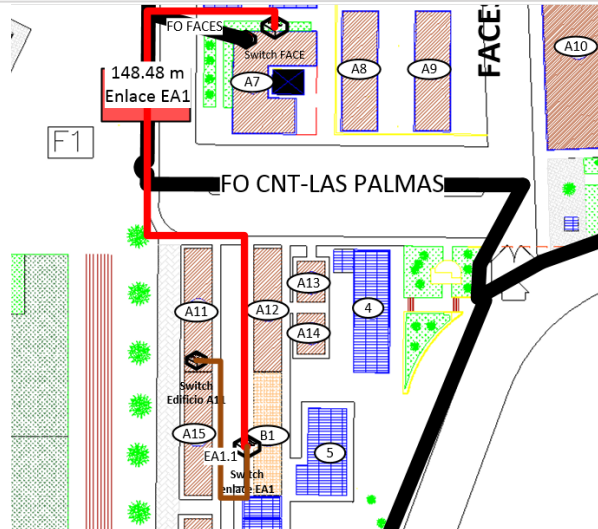 FO FACES
Switch FACE
FACES
A10
148.48 m
Enlace EA1
A7
A8
A9
F1
FO CNT-LAS PALMAS
A13
A11
A12
4
A14
Switch
Edificio A11
A15
B1
EA1.1
5
Switch
enlace EA1